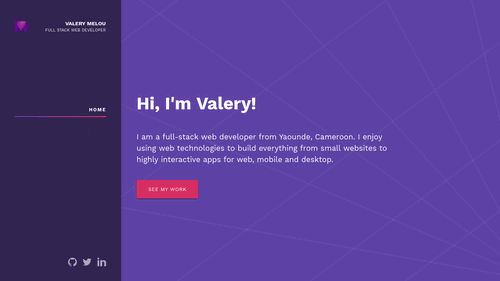 VALERY MELOU
FULL STACK WEB DEVELOPER
HOME
Hi, I'm Valery!
I am a full-stack web developer from Yaounde, Cameroon. I enjoy
using web technologies to build everything from small websites to
highly interactive apps for web, mobile and desktop.
SEE MY WORK